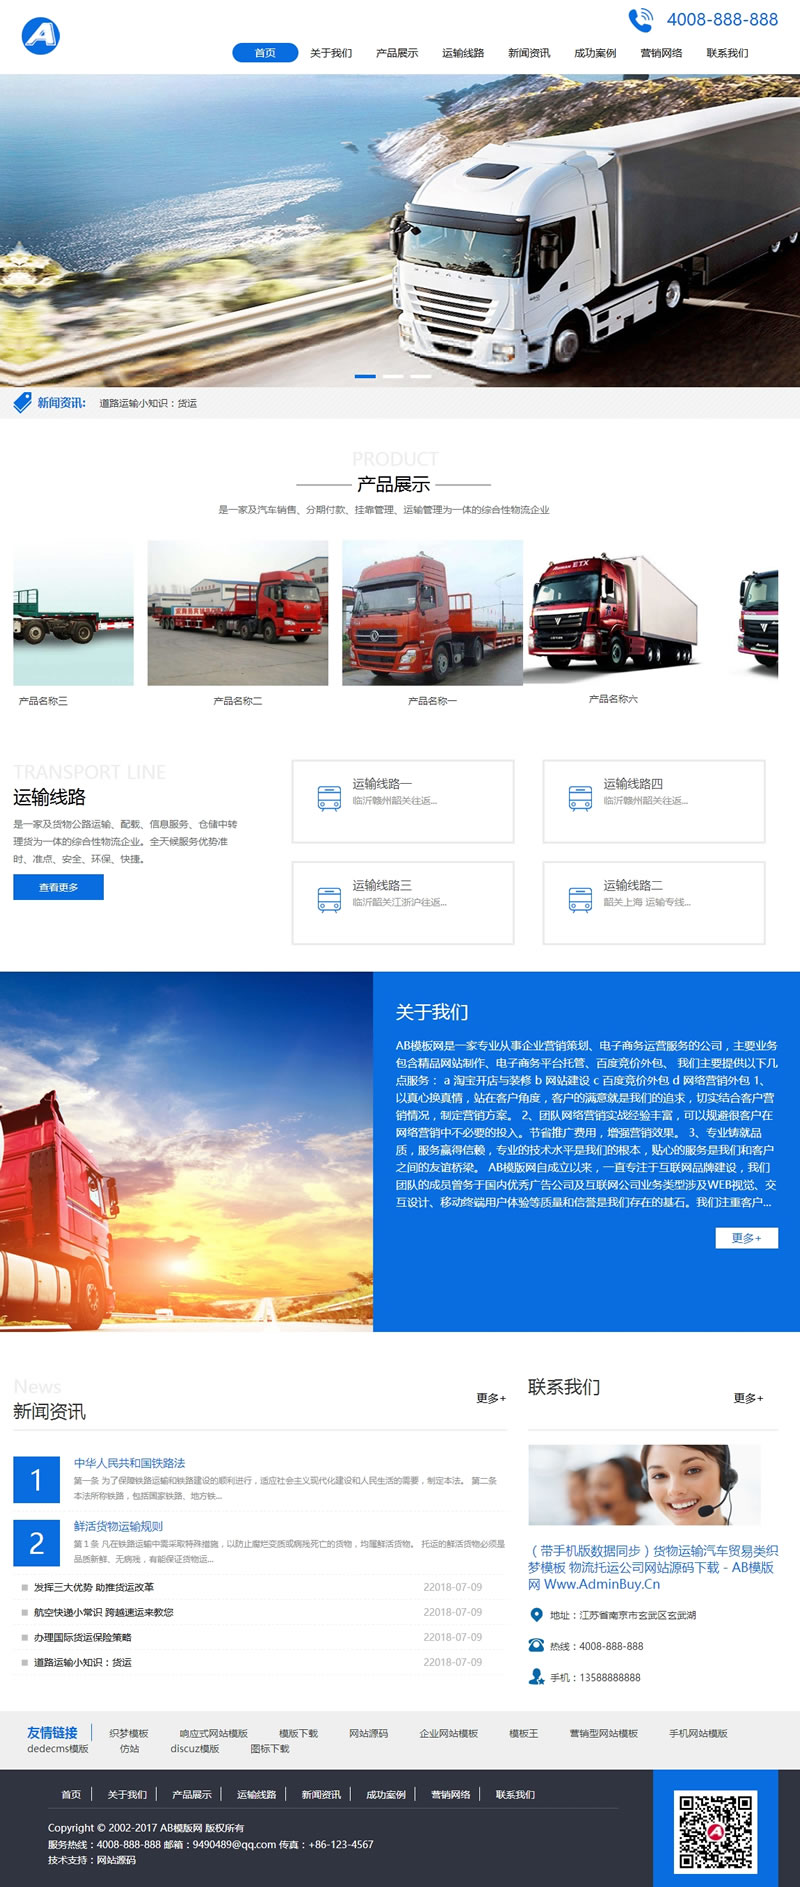 4008-888-888
首页 关于我们 产品展示 运输线路 新闻资讯 成功案例 营销网络 联系我们
新闻资讯: 道路运输小知识：货运
PRODUCT
产品展示
是一家及汽车销售、分期付款、挂靠管理、运输管理为一体的综合性物流企业
产品名称三 产品名称二 产品名称一 产品名称六
TRANSPORT LINE
运输线路
是一家及货物公路运输、配载、信息服务、仓储中转
理货为一体的综合性物流企业。全天候服务优势准
时、准点、安全、环保、快捷。
查看更多
运输线路一
临沂赣州韶关往返...
运输线路四
临沂赣州韶关往返...
运输线路三
临沂韶关江浙沪往返...
运输线路二
韶关上海 运输专线...
关于我们
AB模板网是一家专业从事企业营销策划、电子商务运营服务的公司，主要业务
包含精品网站制作、电子商务平台托管、百度竞价外包、 我们主要提供以下几
点服务： a 淘宝开店与装修 b 网站建设 c 百度竞价外包 d 网络营销外包 1、
以真心换真情，站在客户角度，客户的满意就是我们的追求，切实结合客户营
销情况，制定营销方案。 2、团队网络营销实战经验丰富，可以规避很客户在
网络营销中不必要的投入。节省推广费用，增强营销效果。 3、专业铸就品
质，服务赢得信赖，专业的技术水平是我们的根本，贴心的服务是我们和客户
之间的友谊桥梁。 AB模版网自成立以来，一直专注于互联网品牌建设，我们
团队的成员曾务于国内优秀广告公司及互联网公司业务类型涉及WEB视觉、交
互设计、移动终端用户体验等质量和信誉是我们存在的基石。我们注重客户...
更多+
News
新闻资讯
更多+
1
中华人民共和国铁路法
第一条 为了保障铁路运输和铁路建设的顺利进行，适应社会主义现代化建设和人民生活的需要，制定本法。 第二条
本法所称铁路，包括国家铁路、地方铁...
2
鲜活货物运输规则
第 1 条 凡在铁路运输中需采取特殊措施，以防止腐烂变质或病残死亡的货物，均属鲜活货物。 托运的鲜活货物必须是
品质新鲜、无病残，有能保证货物运...
发挥三大优势 助推货运改革 22018-07-09
航空快递小常识 跨越速运来教您 22018-07-09
办理国际货运保险策略 22018-07-09
道路运输小知识：货运 22018-07-09
联系我们
更多+
（带手机版数据同步）货物运输汽车贸易类织
梦模板 物流托运公司网站源码下载 - AB模版
网 Www.AdminBuy.Cn
地址：江苏省南京市玄武区玄武湖
热线：4008-888-888
手机：13588888888
友情链接 织梦模板 响应式网站模版 模版下载 网站源码 企业网站模板 模板王 营销型网站模板 手机网站模版
dedecms模版 仿站 discuz模版 图标下载
首页 关于我们 产品展示 运输线路 新闻资讯 成功案例 营销网络 联系我们
Copyright © 2002-2017 AB模版网 版权所有
服务热线：4008-888-888 邮箱：9490489@qq.com 传真：+86-123-4567
技术支持：网站源码